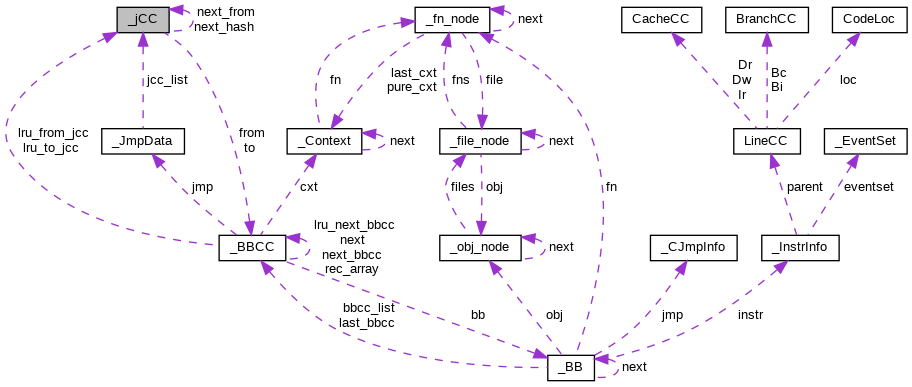 _jCC
next_from
next_hash
_fn_node
next
CacheCC
BranchCC
CodeLoc
jcc_list
fn
last_cxt
pure_cxt
fns
file
Dr
Dw
Ir
Bc
Bi
loc
lru_from_jcc
lru_to_jcc
_JmpData
from
to
_Context
next
_file_node
next
LineCC
_EventSet
jmp
cxt
files
obj
fn
parent
eventset
_BBCC
lru_next_bbcc
next
next_bbcc
rec_array
_obj_node
next
_CJmpInfo
_InstrInfo
bbcc_list
last_bbcc
bb
obj
jmp
instr
_BB
next